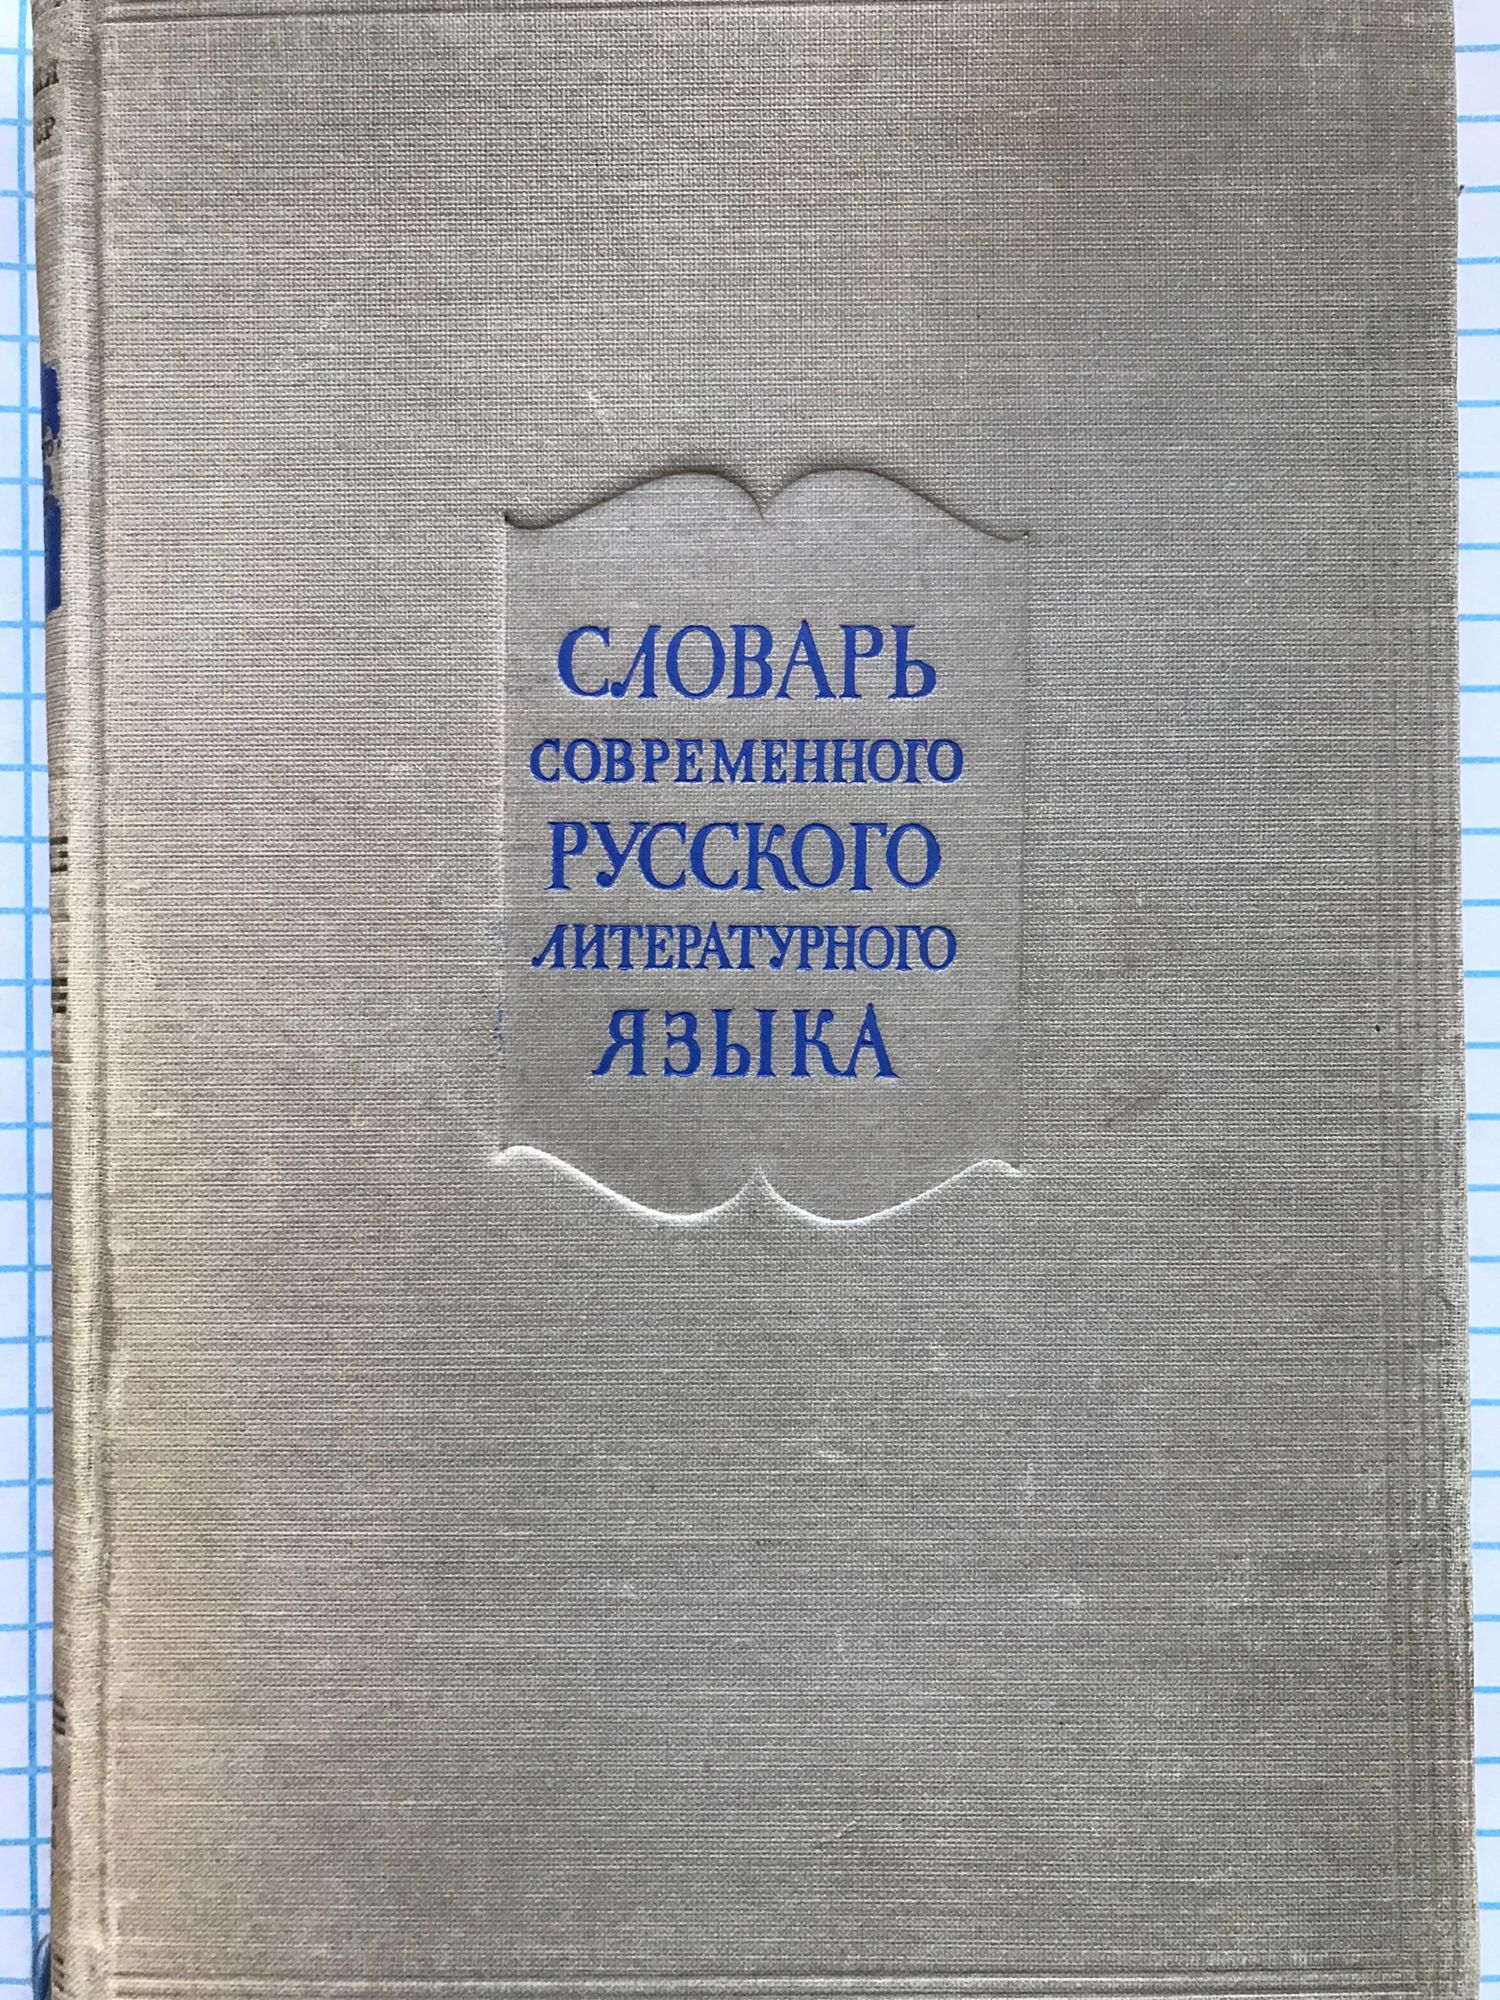 СЛОВАРЬ
СОВРЕМЕННОГО
РУССКОГО
ЛИТЕРАТУРНОГО
ЯЗЫКА